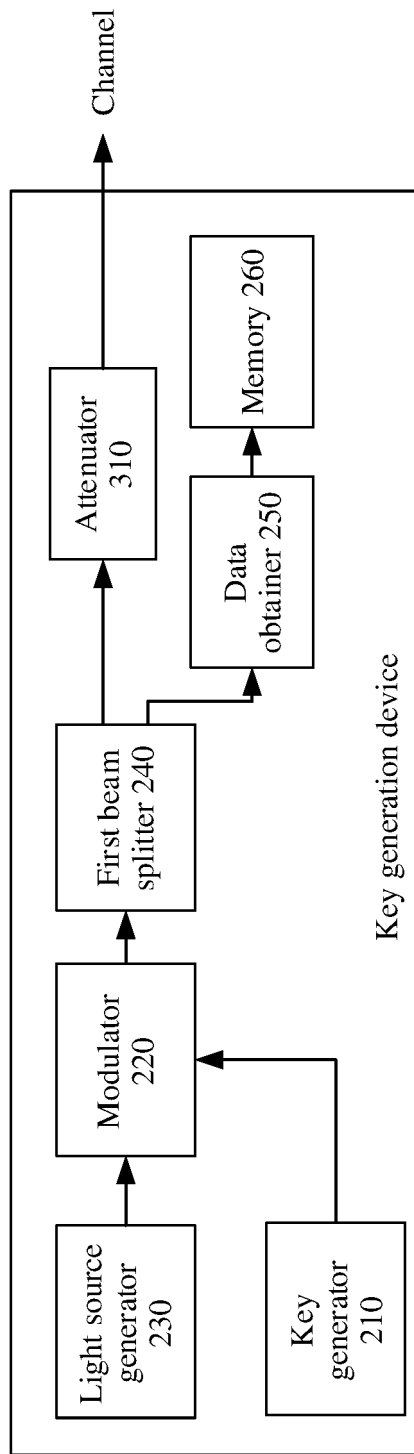 Light source
generator
230
Modulator
220
First beam
splitter 240
Attenuator
310
Channel
Key
generator
210
Data
obtainer 250
Memory 260
Key generation device